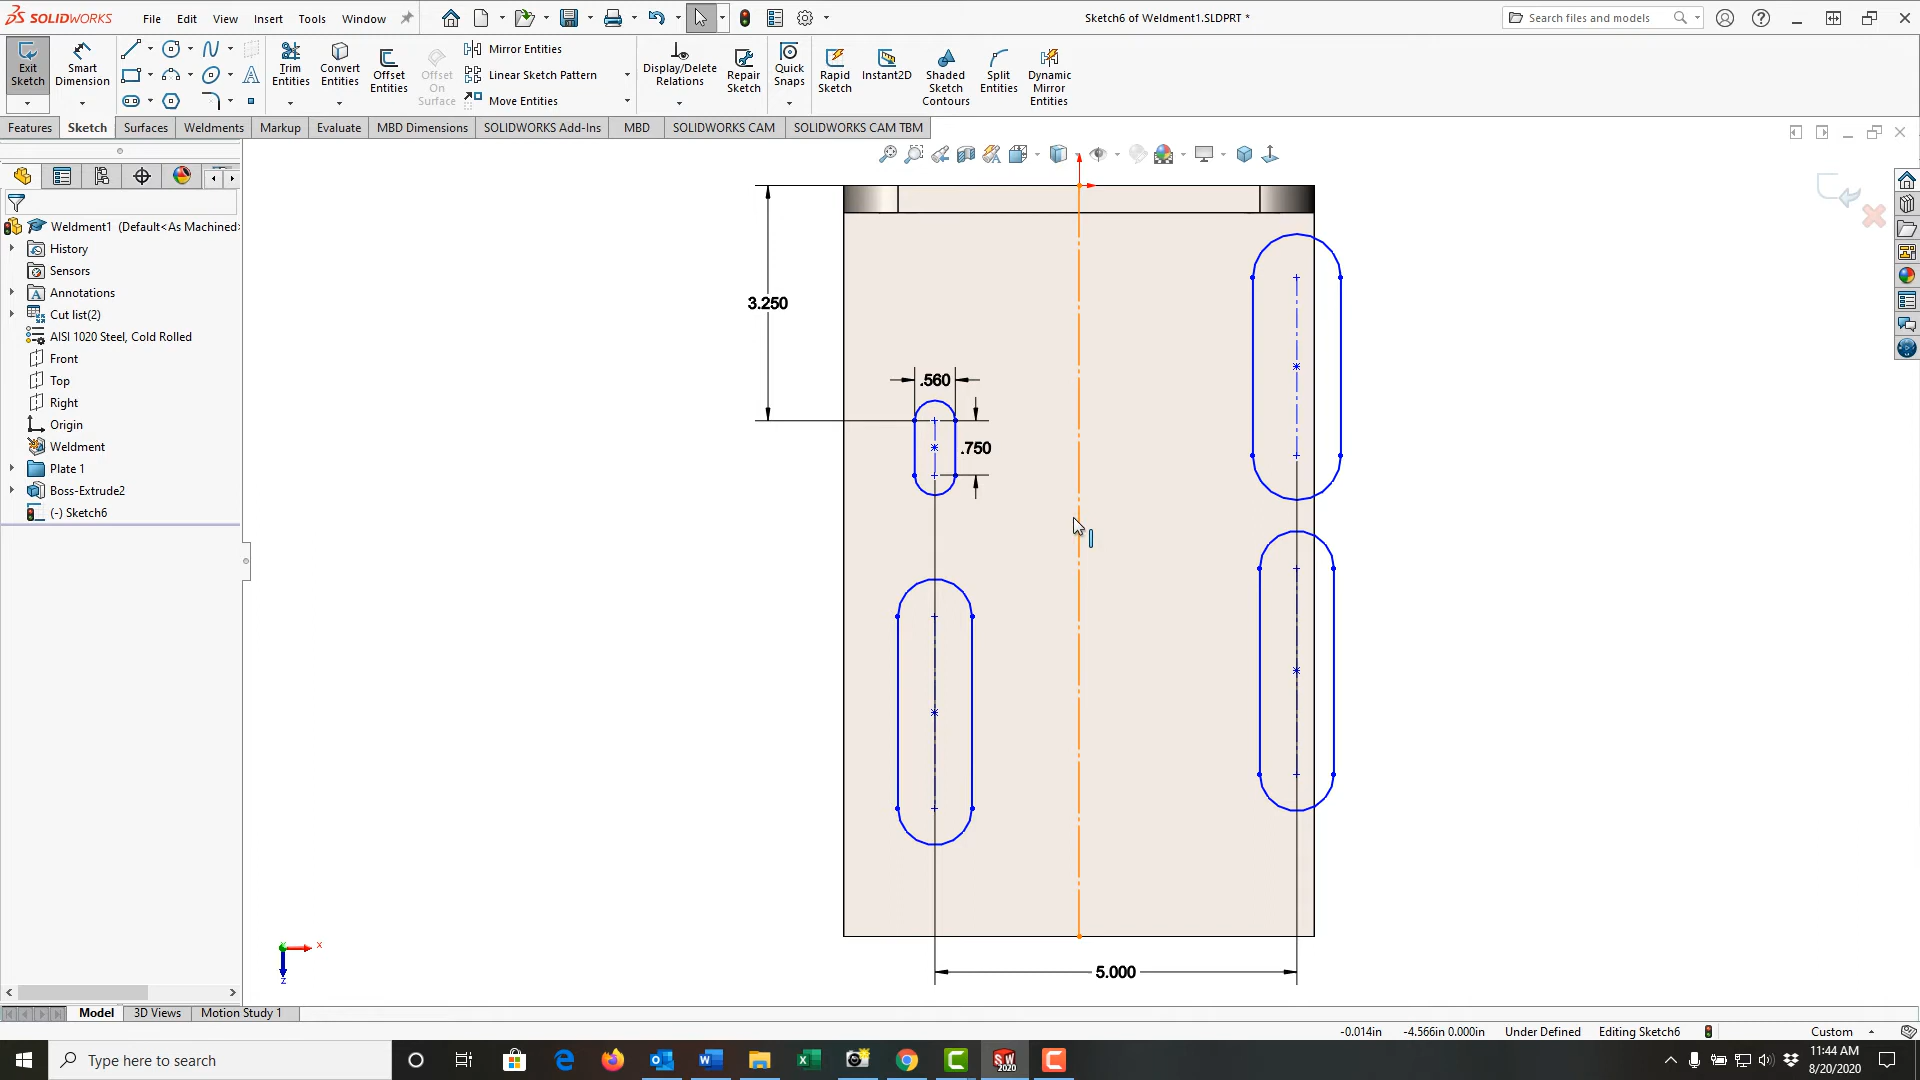 SOLIDWORKS
File Edit View Insert Tools Window
Sketch6 of Weldment1.SLDPRT *
Search files and models
Exit Sketch
Smart Dimension
Trim Entities
Convert Entities
Offset Entities
Offset On Surface
Mirror Entities
Linear Sketch Pattern
Move Entities
Display/Delete Relations
Repair Sketch
Quick Snaps
Rapid Sketch
Instant2D
Shaded Sketch Contours
Split Entities
Dynamic Mirror Entities
Features Sketch Surfaces Weldments Markup Evaluate MBD Dimensions SOLIDWORKS Add-Ins MBD SOLIDWORKS CAM SOLIDWORKS CAM TBM
Weldment1 (Default<As Machined>
History
Sensors
Annotations
Cut list(2)
AISI 1020 Steel, Cold Rolled
Front
Top
Right
Origin
Weldment
Plate 1
Boss-Extrude2
(-) Sketch6
3.250
.560
.750
5.000
x
z
Model 3D Views Motion Study 1
-0.014in -4.566in 0.000in Under Defined Editing Sketch6 Custom
Type here to search
SW 2020
11:44 AM
8/20/2020